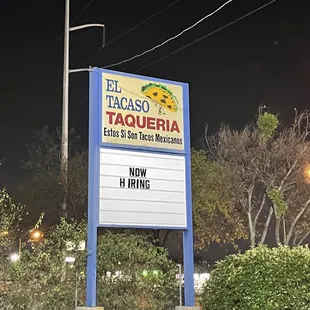 EL
TACASO
TAQUERIA
Estos Si Son Tacos Mexicanos
NOW
HIRING